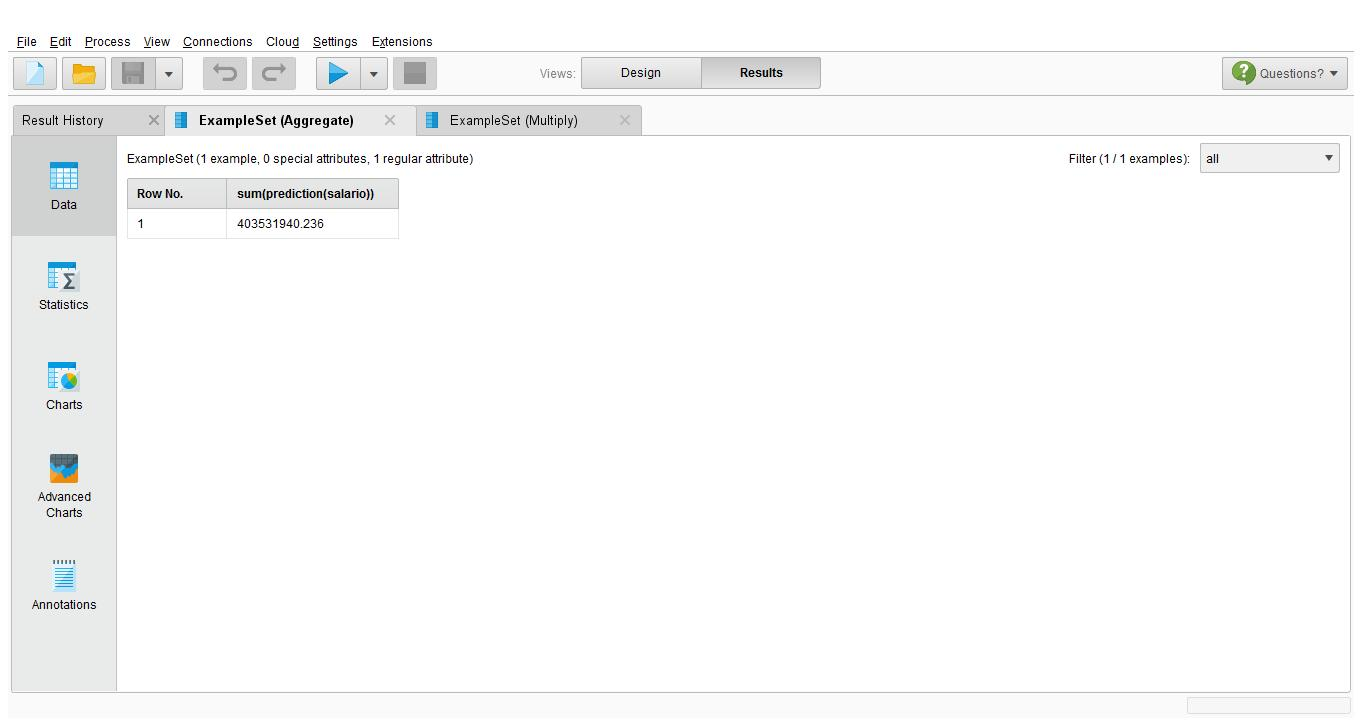 File Edit Process View Connections Cloud Settings Extensions
Views: Design Results Questions?
Result History ExampleSet (Aggregate) ExampleSet (Multiply)
ExampleSet (1 example, 0 special attributes, 1 regular attribute) Filter (1 / 1 examples): all
Row No. sum(prediction(salario))
1 403531940.236
Data
Statistics
Charts
Advanced
Charts
Annotations